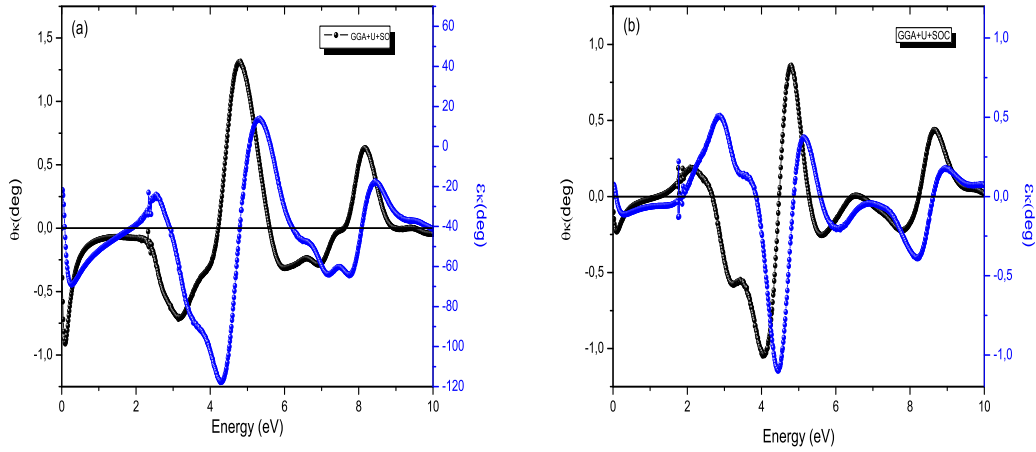 (a)
GGA+U+SO
1,5
1,0
0,5
0,0
-0,5
-1,0
θK(deg)
60
40
20
0
-20
-40
-60
-80
-100
-120
εK(deg)
0 2 4 6 8 10
Energy (eV)
(b)
GGA+U+SOC
1,0
0,5
0,0
-0,5
-1,0
θK(deg)
1,0
0,5
0,0
-0,5
-1,0
εK(deg)
0 2 4 6 8 10
Energy (eV)